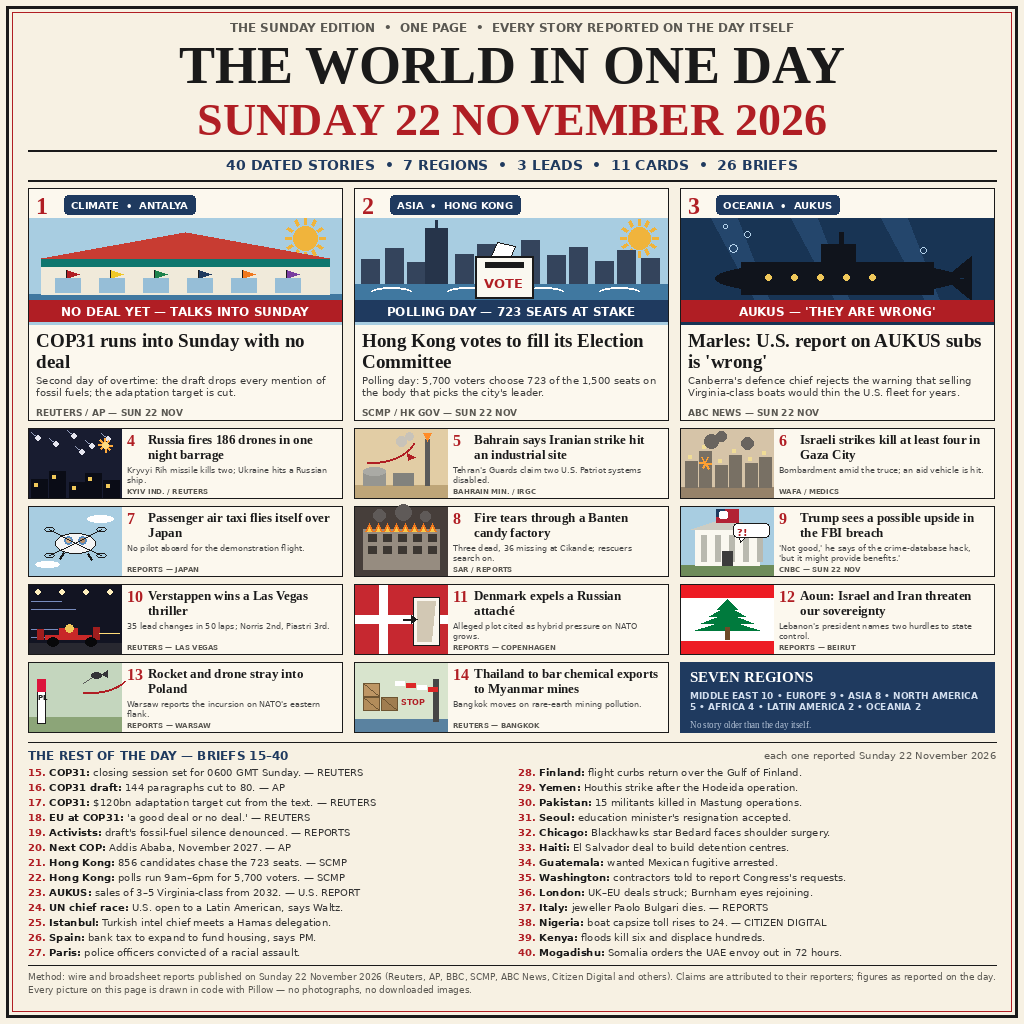 THE SUNDAY EDITION • ONE PAGE • EVERY STORY REPORTED ON THE DAY ITSELF
THE WORLD IN ONE DAY
SUNDAY 22 NOVEMBER 2026
40 DATED STORIES • 7 REGIONS • 3 LEADS • 11 CARDS • 26 BRIEFS
1
CLIMATE • ANTALYA
NO DEAL YET — TALKS INTO SUNDAY
COP31 runs into Sunday with no
deal
Second day of overtime: the draft drops every mention of
fossil fuels; the adaptation target is cut.
REUTERS / AP — SUN 22 NOV
2
ASIA • HONG KONG
VOTE
POLLING DAY — 723 SEATS AT STAKE
Hong Kong votes to fill its Election
Committee
Polling day: 5,700 voters choose 723 of the 1,500 seats on
the body that picks the city's leader.
SCMP / HK GOV — SUN 22 NOV
3
OCEANIA • AUKUS
AUKUS — 'THEY ARE WRONG'
Marles: U.S. report on AUKUS subs
is 'wrong'
Canberra's defence chief rejects the warning that selling
Virginia-class boats would thin the U.S. fleet for years.
ABC NEWS — SUN 22 NOV
4 Russia fires 186 drones in one
night barrage
Kryvyi Rih missile kills two; Ukraine hits a Russian
ship.
KYIV IND. / REUTERS
5 Bahrain says Iranian strike hit
an industrial site
Tehran's Guards claim two U.S. Patriot systems
disabled.
BAHRAIN MIN. / IRGC
6 Israeli strikes kill at least four in
Gaza City
Bombardment amid the truce; an aid vehicle is hit.
WAFA / MEDICS
7 Passenger air taxi flies itself over
Japan
No pilot aboard for the demonstration flight.
REPORTS — JAPAN
8 Fire tears through a Banten
candy factory
Three dead, 36 missing at Cikande; rescuers
search on.
SAR / REPORTS
?!
9 Trump sees a possible upside in
the FBI breach
'Not good,' he says of the crime-database hack,
'but it might provide benefits.'
CNBC — SUN 22 NOV
10 Verstappen wins a Las Vegas
thriller
35 lead changes in 50 laps; Norris 2nd, Piastri 3rd.
REUTERS — LAS VEGAS
11 Denmark expels a Russian
attaché
Alleged plot cited as hybrid pressure on NATO
grows.
REPORTS — COPENHAGEN
12 Aoun: Israel and Iran threaten
our sovereignty
Lebanon's president names two hurdles to state
control.
REPORTS — BEIRUT
PL
13 Rocket and drone stray into
Poland
Warsaw reports the incursion on NATO's eastern
flank.
REPORTS — WARSAW
STOP
14 Thailand to bar chemical exports
to Myanmar mines
Bangkok moves on rare-earth mining pollution.
REUTERS — BANGKOK
SEVEN REGIONS
MIDDLE EAST 10 • EUROPE 9 • ASIA 8 • NORTH AMERICA
5 • AFRICA 4 • LATIN AMERICA 2 • OCEANIA 2
No story older than the day itself.
THE REST OF THE DAY — BRIEFS 15–40
each one reported Sunday 22 November 2026
15. COP31: closing session set for 0600 GMT Sunday. — REUTERS
16. COP31 draft: 144 paragraphs cut to 80. — AP
17. COP31: $120bn adaptation target cut from the text. — REUTERS
18. EU at COP31: 'a good deal or no deal.' — REUTERS
19. Activists: draft's fossil-fuel silence denounced. — REPORTS
20. Next COP: Addis Ababa, November 2027. — AP
21. Hong Kong: 856 candidates chase the 723 seats. — SCMP
22. Hong Kong: polls run 9am–6pm for 5,700 voters. — SCMP
23. AUKUS: sales of 3–5 Virginia-class from 2032. — U.S. REPORT
24. UN chief race: U.S. open to a Latin American, says Waltz.
25. Istanbul: Turkish intel chief meets a Hamas delegation.
26. Spain: bank tax to expand to fund housing, says PM.
27. Paris: police officers convicted of a racial assault.
28. Finland: flight curbs return over the Gulf of Finland.
29. Yemen: Houthis strike after the Hodeida operation.
30. Pakistan: 15 militants killed in Mastung operations.
31. Seoul: education minister's resignation accepted.
32. Chicago: Blackhawks star Bedard faces shoulder surgery.
33. Haiti: El Salvador deal to build detention centres.
34. Guatemala: wanted Mexican fugitive arrested.
35. Washington: contractors told to report Congress's requests.
36. London: UK–EU deals struck; Burnham eyes rejoining.
37. Italy: jeweller Paolo Bulgari dies. — REPORTS
38. Nigeria: boat capsize toll rises to 24. — CITIZEN DIGITAL
39. Kenya: floods kill six and displace hundreds.
40. Mogadishu: Somalia orders the UAE envoy out in 72 hours.
Method: wire and broadsheet reports published on Sunday 22 November 2026 (Reuters, AP, BBC, SCMP, ABC News, Citizen Digital and others). Claims are attributed to their reporters; figures as reported on the day.
Every picture on this page is drawn in code with Pillow — no photographs, no downloaded images.